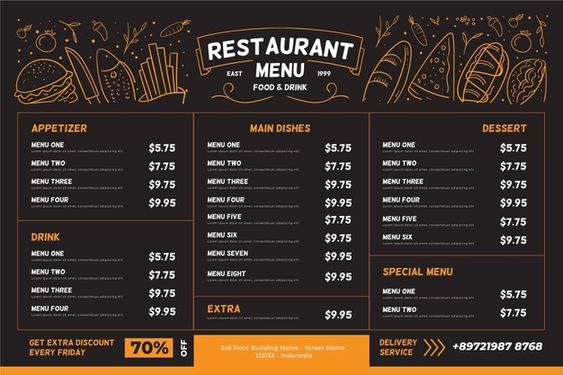 RESTAURANT
EAST MENU 1999
FOOD & DRINK
APPETIZER
MENU ONE $5.75
Lorem ipsum dolor sit amet, consectetuer adipiscing elit
MENU TWO $7.75
Lorem ipsum dolor sit amet, consectetuer adipiscing elit
MENU THREE $9.75
Lorem ipsum dolor sit amet, consectetuer adipiscing elit
MENU FOUR $9.95
Lorem ipsum dolor sit amet, consectetuer adipiscing elit
DRINK
MENU ONE $5.75
Lorem ipsum dolor sit amet, consectetuer adipiscing elit
MENU TWO $7.75
Lorem ipsum dolor sit amet, consectetuer adipiscing elit
MENU THREE $9.75
Lorem ipsum dolor sit amet, consectetuer adipiscing elit
MENU FOUR $9.95
Lorem ipsum dolor sit amet, consectetuer adipiscing elit
MAIN DISHES
MENU ONE $5.75
Lorem ipsum dolor sit amet, consectetuer adipiscing elit
MENU TWO $7.75
Lorem ipsum dolor sit amet, consectetuer adipiscing elit
MENU THREE $9.75
Lorem ipsum dolor sit amet, consectetuer adipiscing elit
MENU FOUR $9.95
Lorem ipsum dolor sit amet, consectetuer adipiscing elit
MENU FIVE $7.75
Lorem ipsum dolor sit amet, consectetuer adipiscing elit
MENU SIX $9.75
Lorem ipsum dolor sit amet, consectetuer adipiscing elit
MENU SEVEN $9.95
Lorem ipsum dolor sit amet, consectetuer adipiscing elit
MENU EIGHT $9.95
Lorem ipsum dolor sit amet, consectetuer adipiscing elit
EXTRA $9.95
Lorem ipsum dolor sit amet, consectetuer adipiscing elit
DESSERT
MENU ONE $5.75
Lorem ipsum dolor sit amet, consectetuer adipiscing elit
MENU TWO $7.75
Lorem ipsum dolor sit amet, consectetuer adipiscing elit
MENU THREE $9.75
Lorem ipsum dolor sit amet, consectetuer adipiscing elit
MENU FOUR $9.95
Lorem ipsum dolor sit amet, consectetuer adipiscing elit
MENU FIVE $7.75
Lorem ipsum dolor sit amet, consectetuer adipiscing elit
MENU SIX $9.75
Lorem ipsum dolor sit amet, consectetuer adipiscing elit
SPECIAL MENU
MENU ONE $5.75
Lorem ipsum dolor sit amet, consectetuer adipiscing elit
MENU TWO $7.75
Lorem ipsum dolor sit amet, consectetuer adipiscing elit
GET EXTRA DISCOUNT
EVERY FRIDAY
70% OFF
3rd Floor Building Name - Street Name
123133 - Indonesia
DELIVERY
SERVICE
+89721987 8768